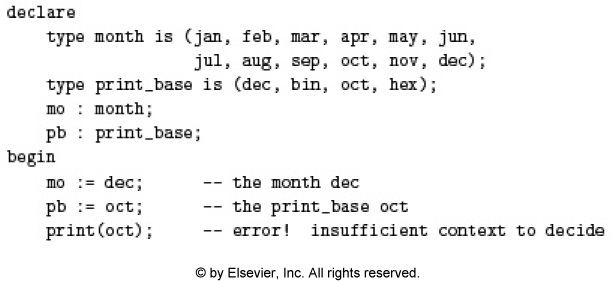 declare
    type month is (jan, feb, mar, apr, may, jun,
                   jul, aug, sep, oct, nov, dec);
    type print_base is (dec, bin, oct, hex);
    mo : month;
    pb : print_base;
begin
    mo := dec;      -- the month dec
    pb := oct;      -- the print_base oct
    print(oct);     -- error!  insufficient context to decide
© by Elsevier, Inc. All rights reserved.